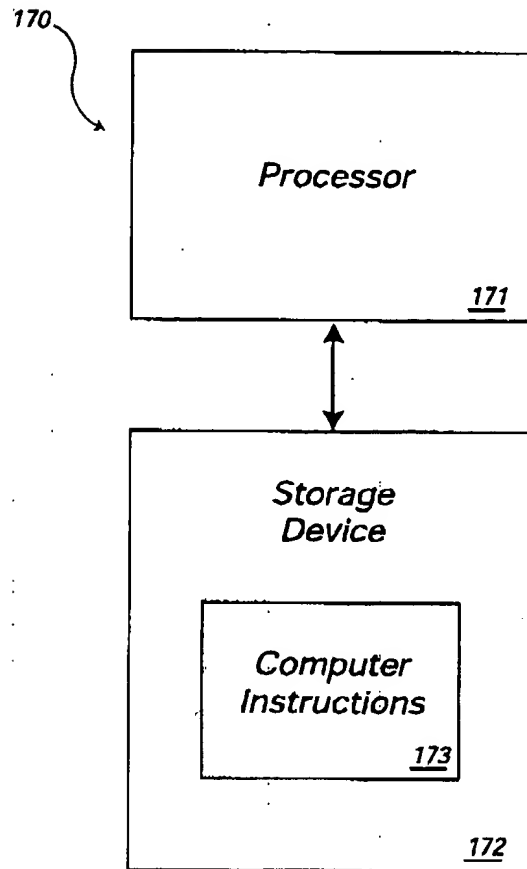 170
Processor
171
Storage
Device
Computer
Instructions
173
172